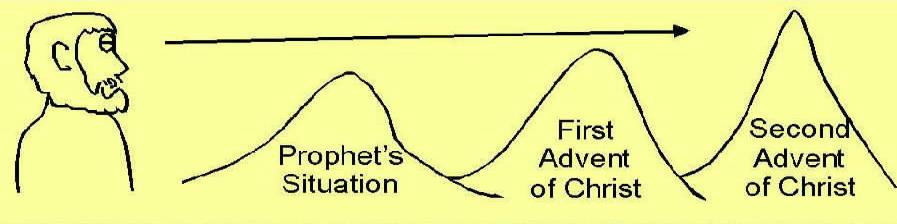 Prophet's
Situation
First
Advent
of Christ
Second
Advent
of Christ